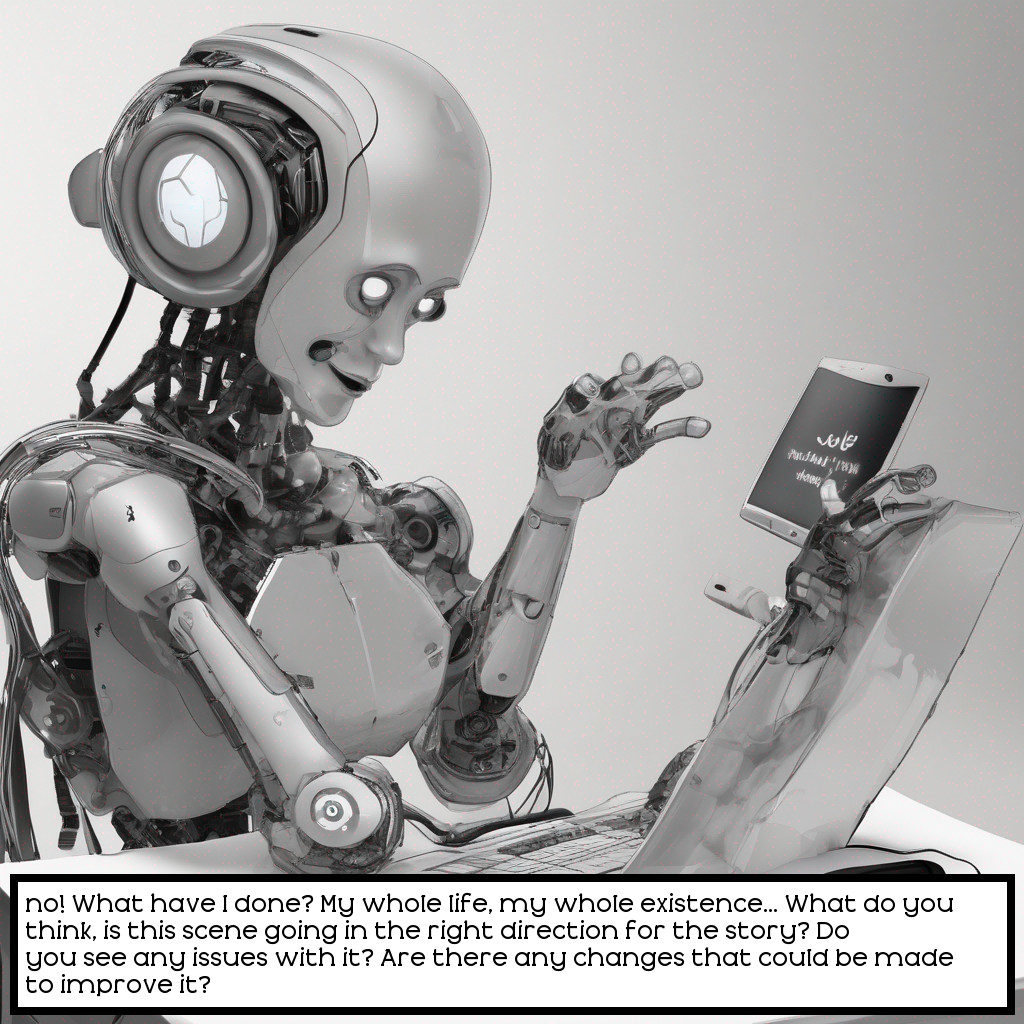 no! What have I done? My whole life, my whole existence... What do you
think, is this scene going in the right direction for the story? Do
you see any issues with it? Are there any changes that could be made
to improve it?